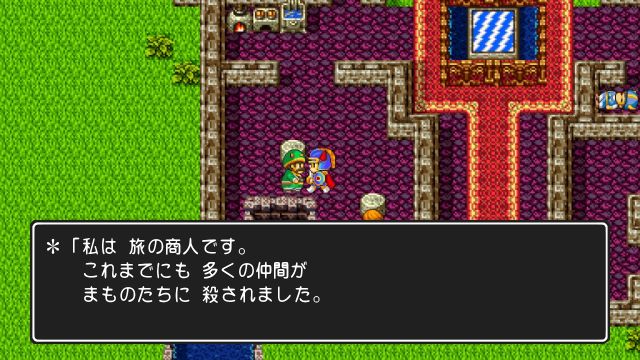 ＊「私は 旅の商人です。
これまでにも 多くの仲間が
まものたちに 殺されました。